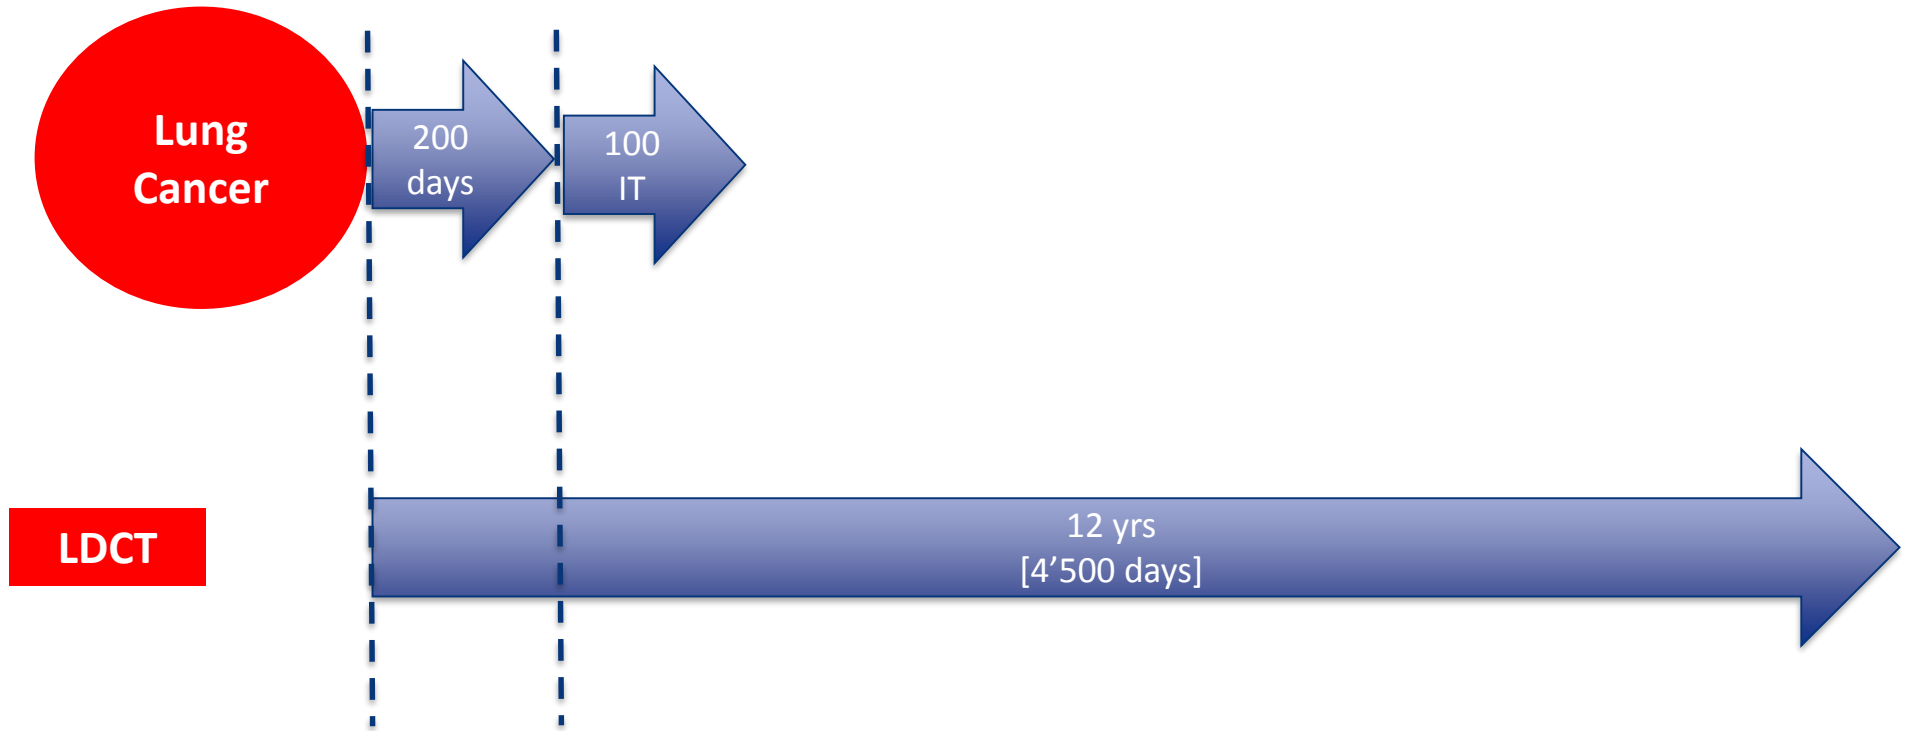 Lung
Cancer
200
days
100
IT
LDCT
12 yrs
[4’500 days]